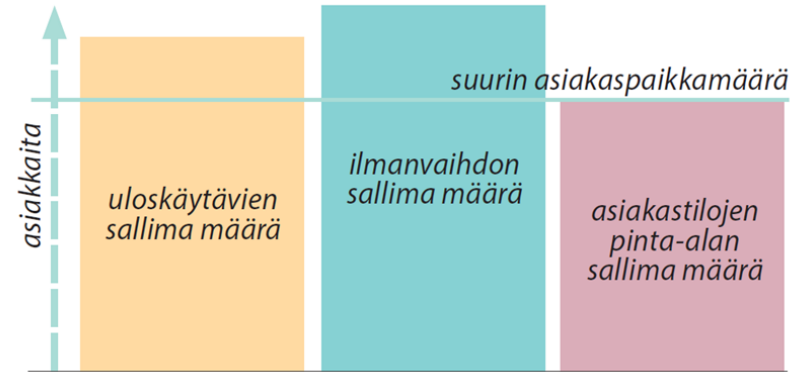 suurin asiakaspaikkamäärä
asiakkaita
uloskäytävien
sallima määrä
ilmanvaihdon
sallima määrä
asiakastilojen
pinta-alan
sallima määrä